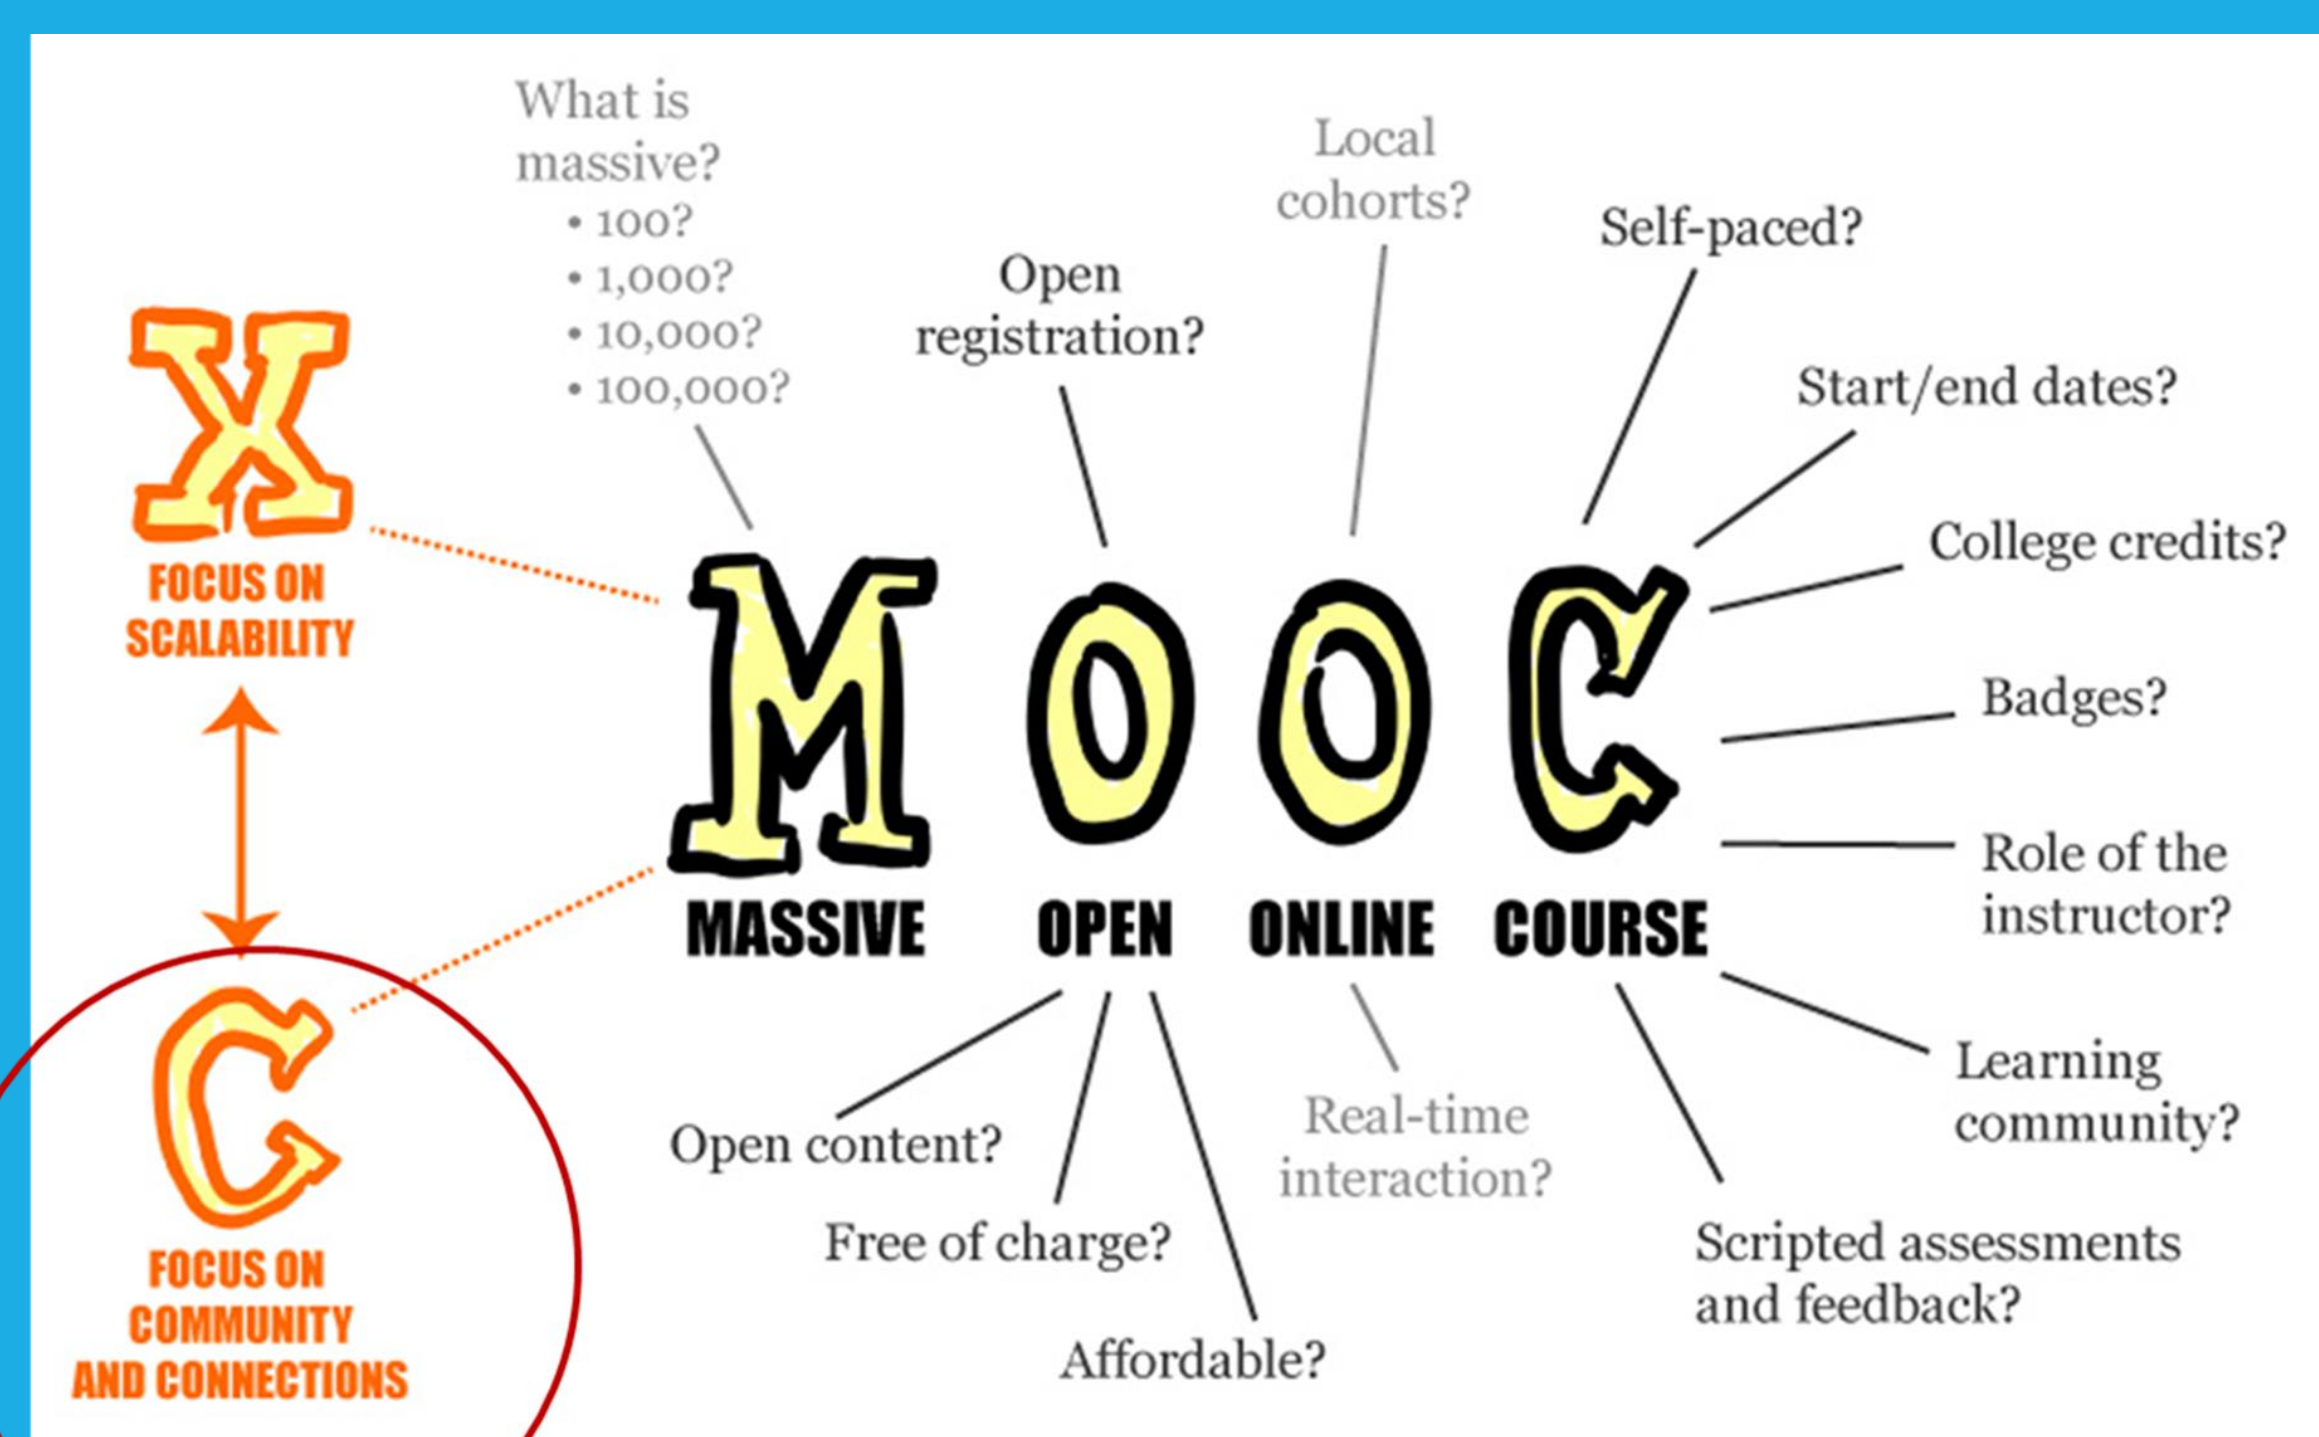 What is
massive?
• 100?
• 1,000?
• 10,000?
• 100,000?
Open
registration?
Local
cohorts?
Self-paced?
Start/end dates?
College credits?
Badges?
Role of the
instructor?
Learning
community?
Scripted assessments
and feedback?
X
FOCUS ON
SCALABILITY
C
FOCUS ON
COMMUNITY
AND CONNECTIONS
MOOC
MASSIVE OPEN ONLINE COURSE
Open content?
Free of charge?
Affordable?
Real-time
interaction?